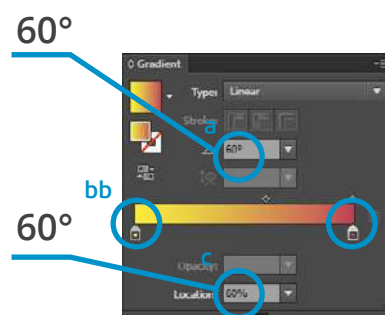 60°
Gradient
Type: Linear
Stroke:
a
60°
bb
60°
c
Opacity:
Location: 60%